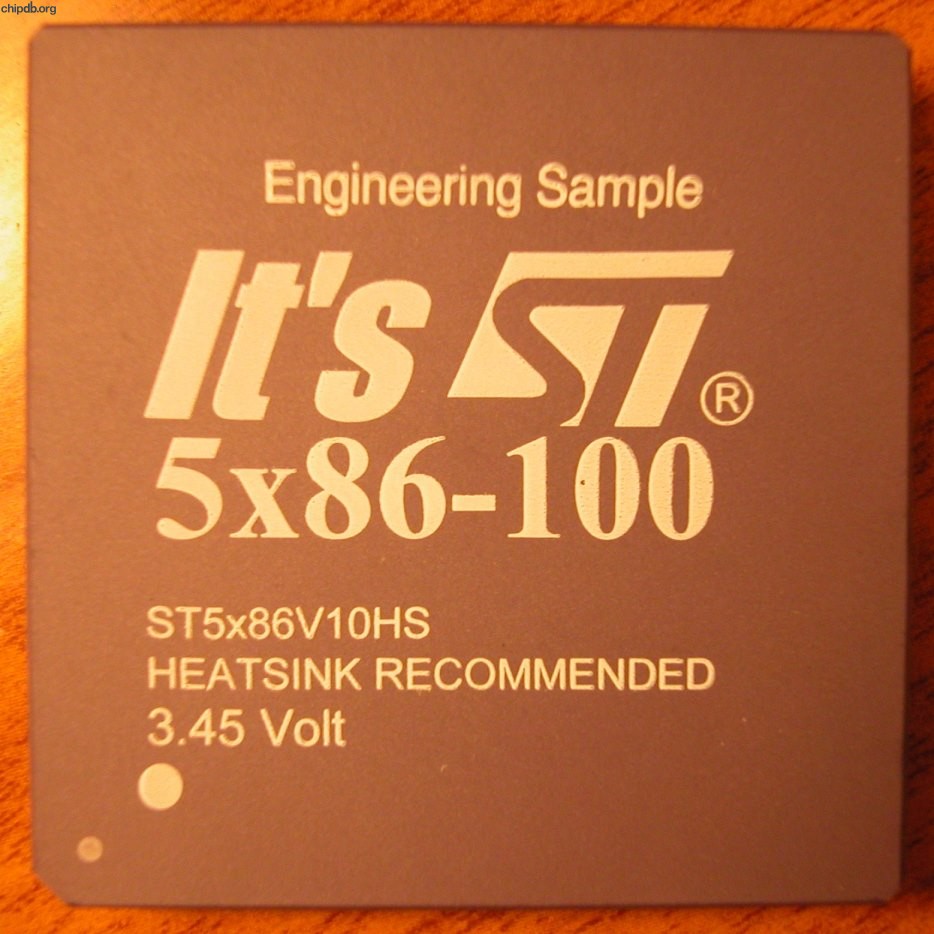 chipdb.org
Engineering Sample
It's ST®
5x86-100
ST5x86V10HS
HEATSINK RECOMMENDED
3.45 Volt